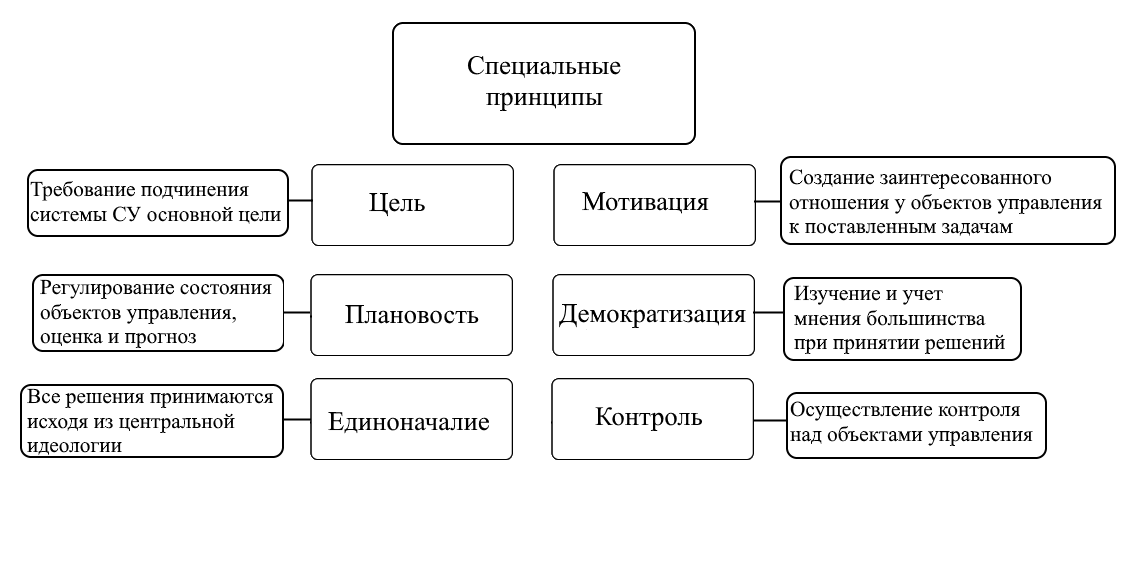 Специальные
принципы
Требование подчинения
системы СУ основной цели
Цель
Мотивация
Создание заинтересованного
отношения у объектов управления
к поставленным задачам
Регулирование состояния
объектов управления,
оценка и прогноз
Плановость
Демократизация
Изучение и учет
мнения большинства
при принятии решений
Все решения принимаются
исходя из центральной
идеологии
Единоначалие
Контроль
Осуществление контроля
над объектами управления